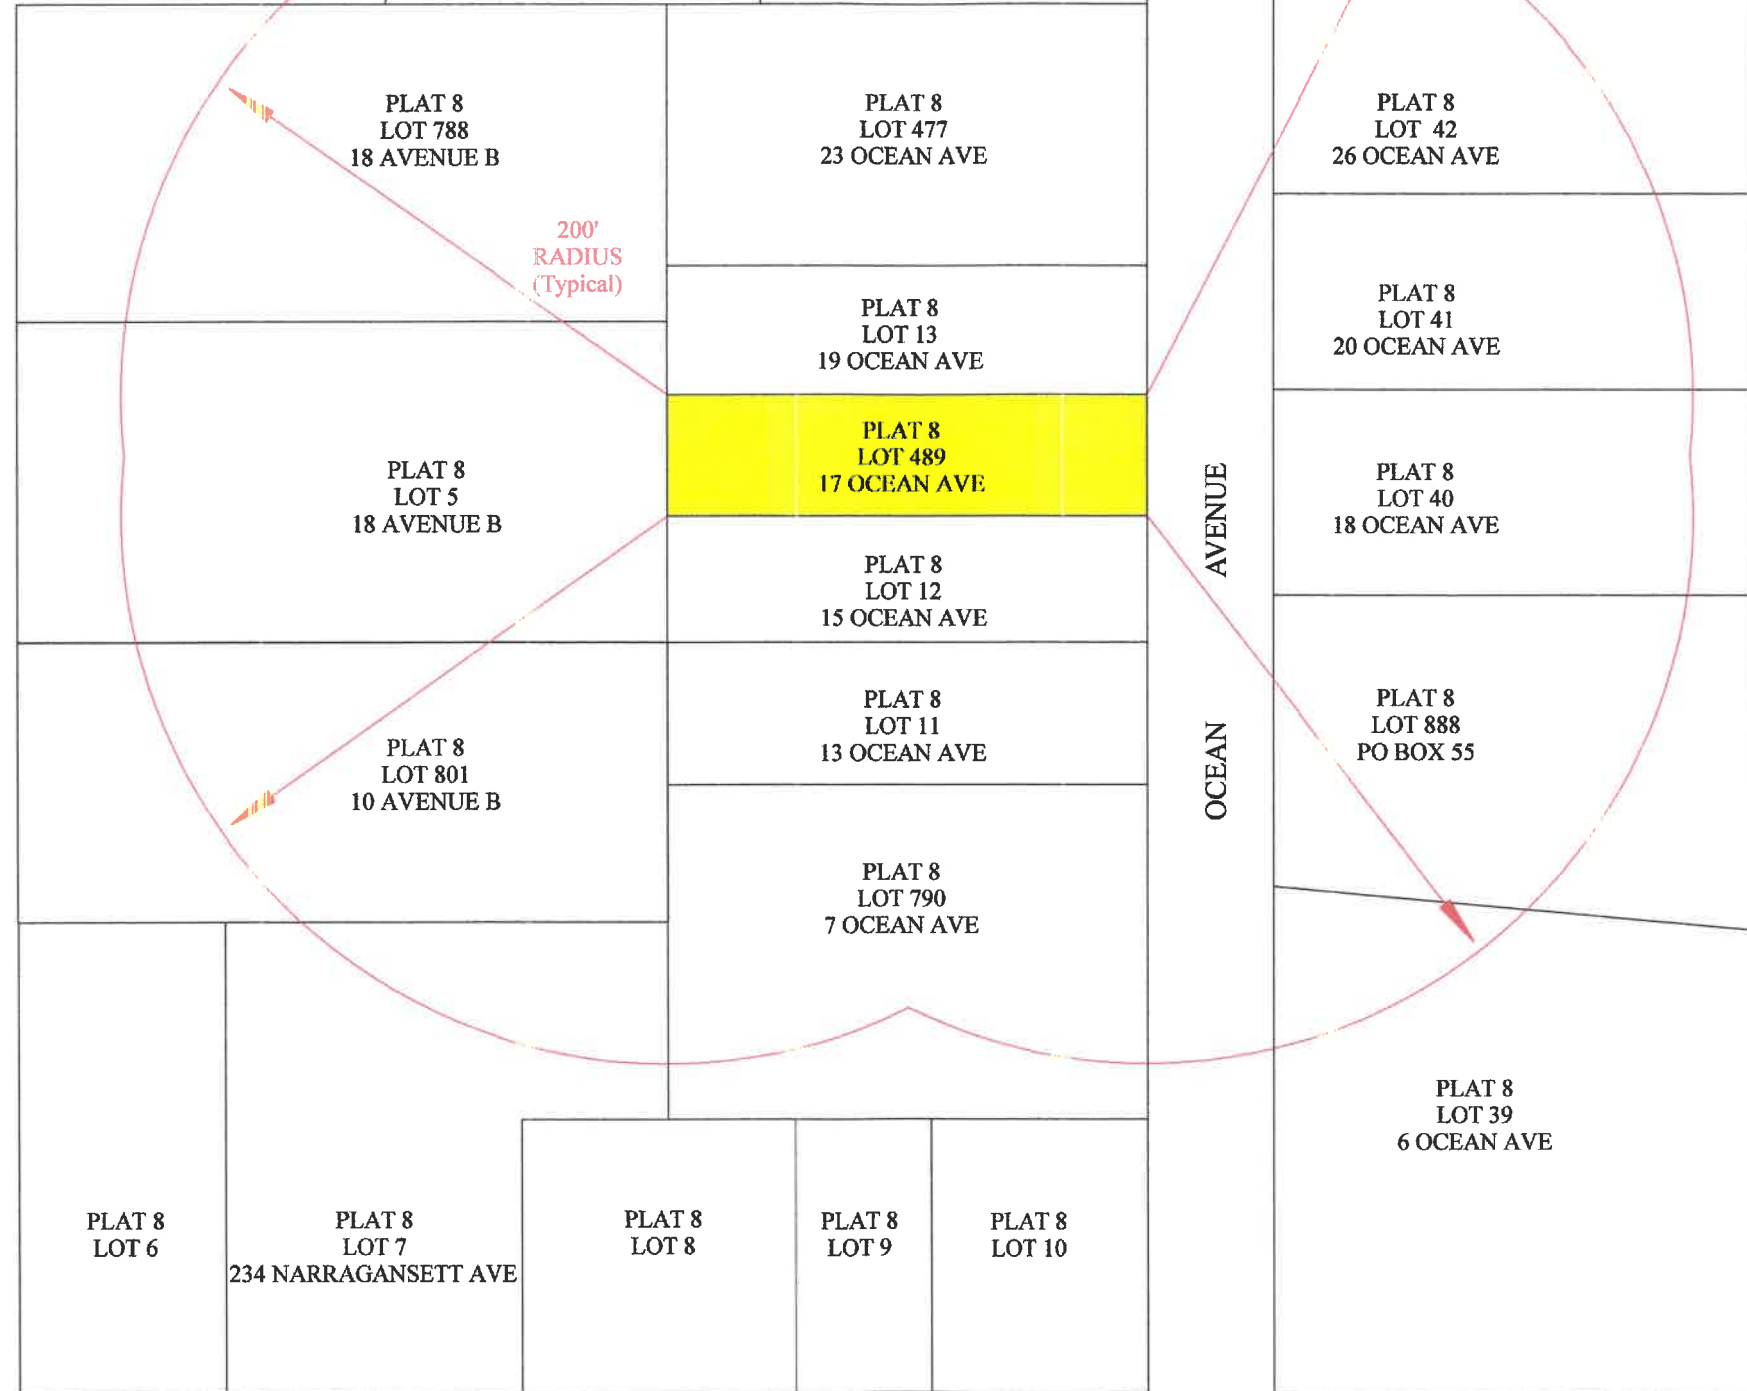 PLAT 8
LOT 788
18 AVENUE B
PLAT 8
LOT 477
23 OCEAN AVE
PLAT 8
LOT 42
26 OCEAN AVE
200'
RADIUS
(Typical)
PLAT 8
LOT 13
19 OCEAN AVE
PLAT 8
LOT 41
20 OCEAN AVE
PLAT 8
LOT 5
18 AVENUE B
PLAT 8
LOT 489
17 OCEAN AVE
PLAT 8
LOT 40
18 OCEAN AVE
PLAT 8
LOT 12
15 OCEAN AVE
OCEAN AVENUE
PLAT 8
LOT 801
10 AVENUE B
PLAT 8
LOT 11
13 OCEAN AVE
PLAT 8
LOT 888
PO BOX 55
PLAT 8
LOT 790
7 OCEAN AVE
PLAT 8
LOT 39
6 OCEAN AVE
PLAT 8
LOT 6
PLAT 8
LOT 7
234 NARRAGANSETT AVE
PLAT 8
LOT 8
PLAT 8
LOT 9
PLAT 8
LOT 10